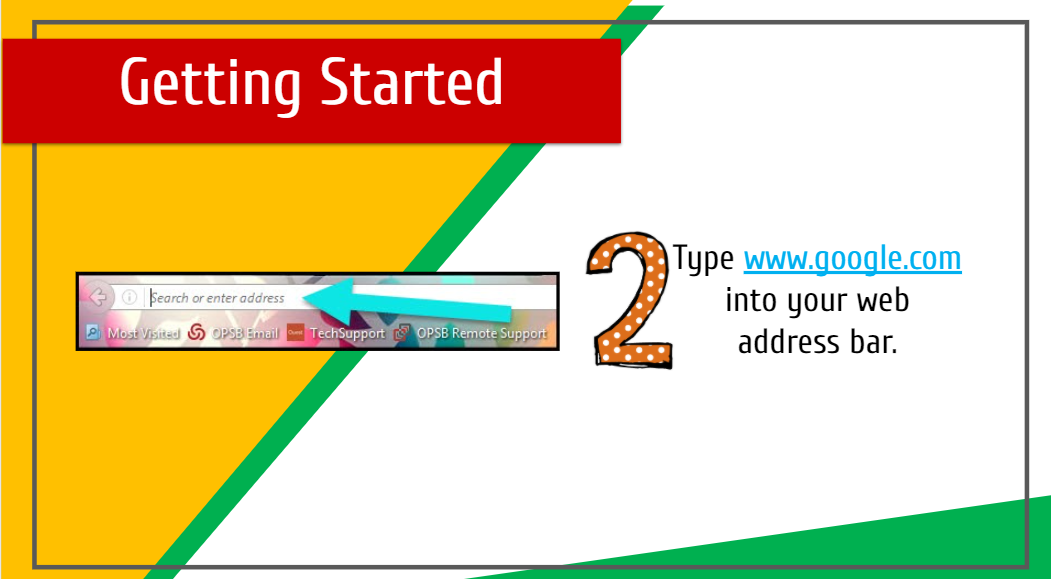 Getting Started
2
Type www.google.com
into your web
address bar.
Search or enter address
Most Visited OPSB Email Quest TechSupport OPSB Remote Support